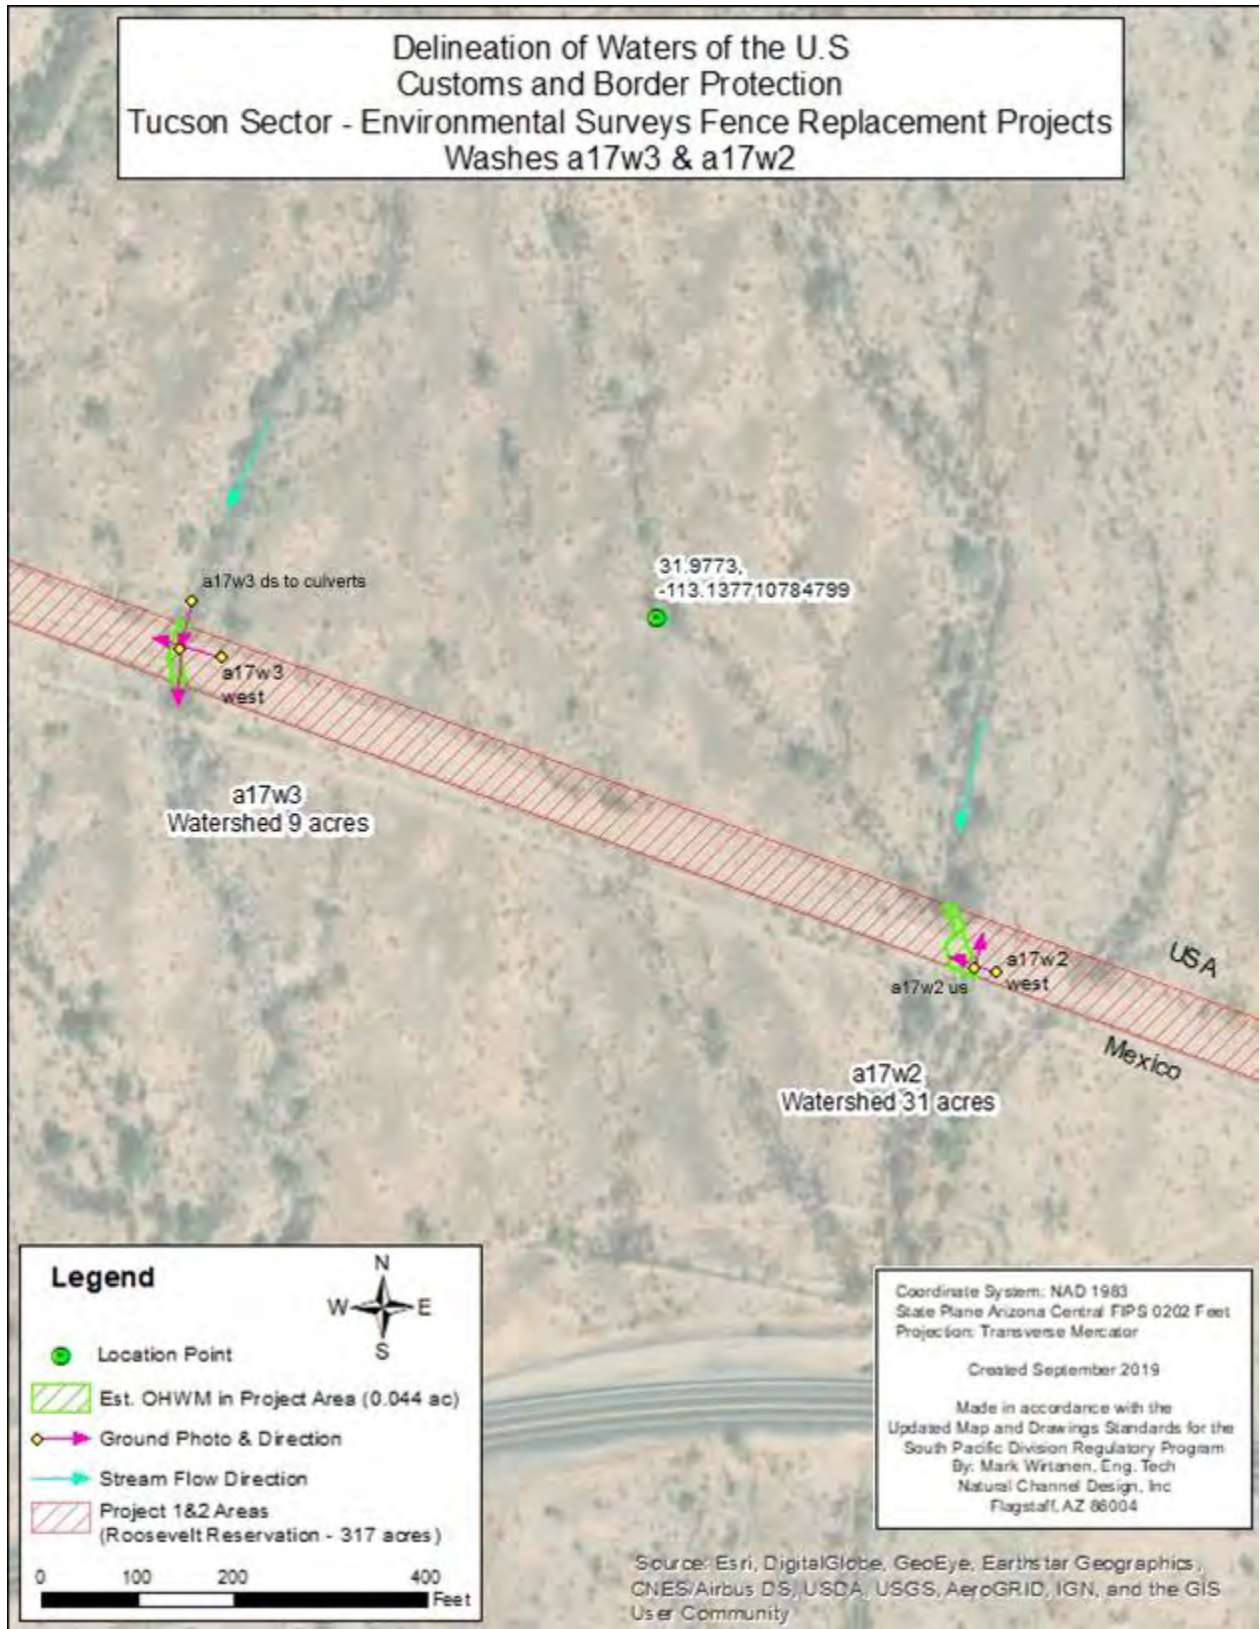 Delineation of Waters of the U.S
Customs and Border Protection
Tucson Sector - Environmental Surveys Fence Replacement Projects
Washes a17w3 & a17w2
31.9773,
-113.137710784799
a17w3 ds to culverts
a17w3
west
a17w3
Watershed 9 acres
USA
a17w2
west
a17w2 us
Mexico
a17w2
Watershed 31 acres
Legend
N
W E
S
Location Point
Est. OHWM in Project Area (0.044 ac)
Ground Photo & Direction
Stream Flow Direction
Project 1&2 Areas
(Roosevelt Reservation - 317 acres)
0 100 200 400
Feet
Coordinate System: NAD 1983
State Plane Arizona Central FIPS 0202 Feet
Projection: Transverse Mercator
Created September 2019
Made in accordance with the
Updated Map and Drawings Standards for the
South Pacific Division Regulatory Program
By: Mark Wirtanen, Eng. Tech
Natural Channel Design, Inc
Flagstaff, AZ 86004
Source: Esri, DigitalGlobe, GeoEye, Earthstar Geographics,
CNES/Airbus DS, USDA, USGS, AeroGRID, IGN, and the GIS
User Community